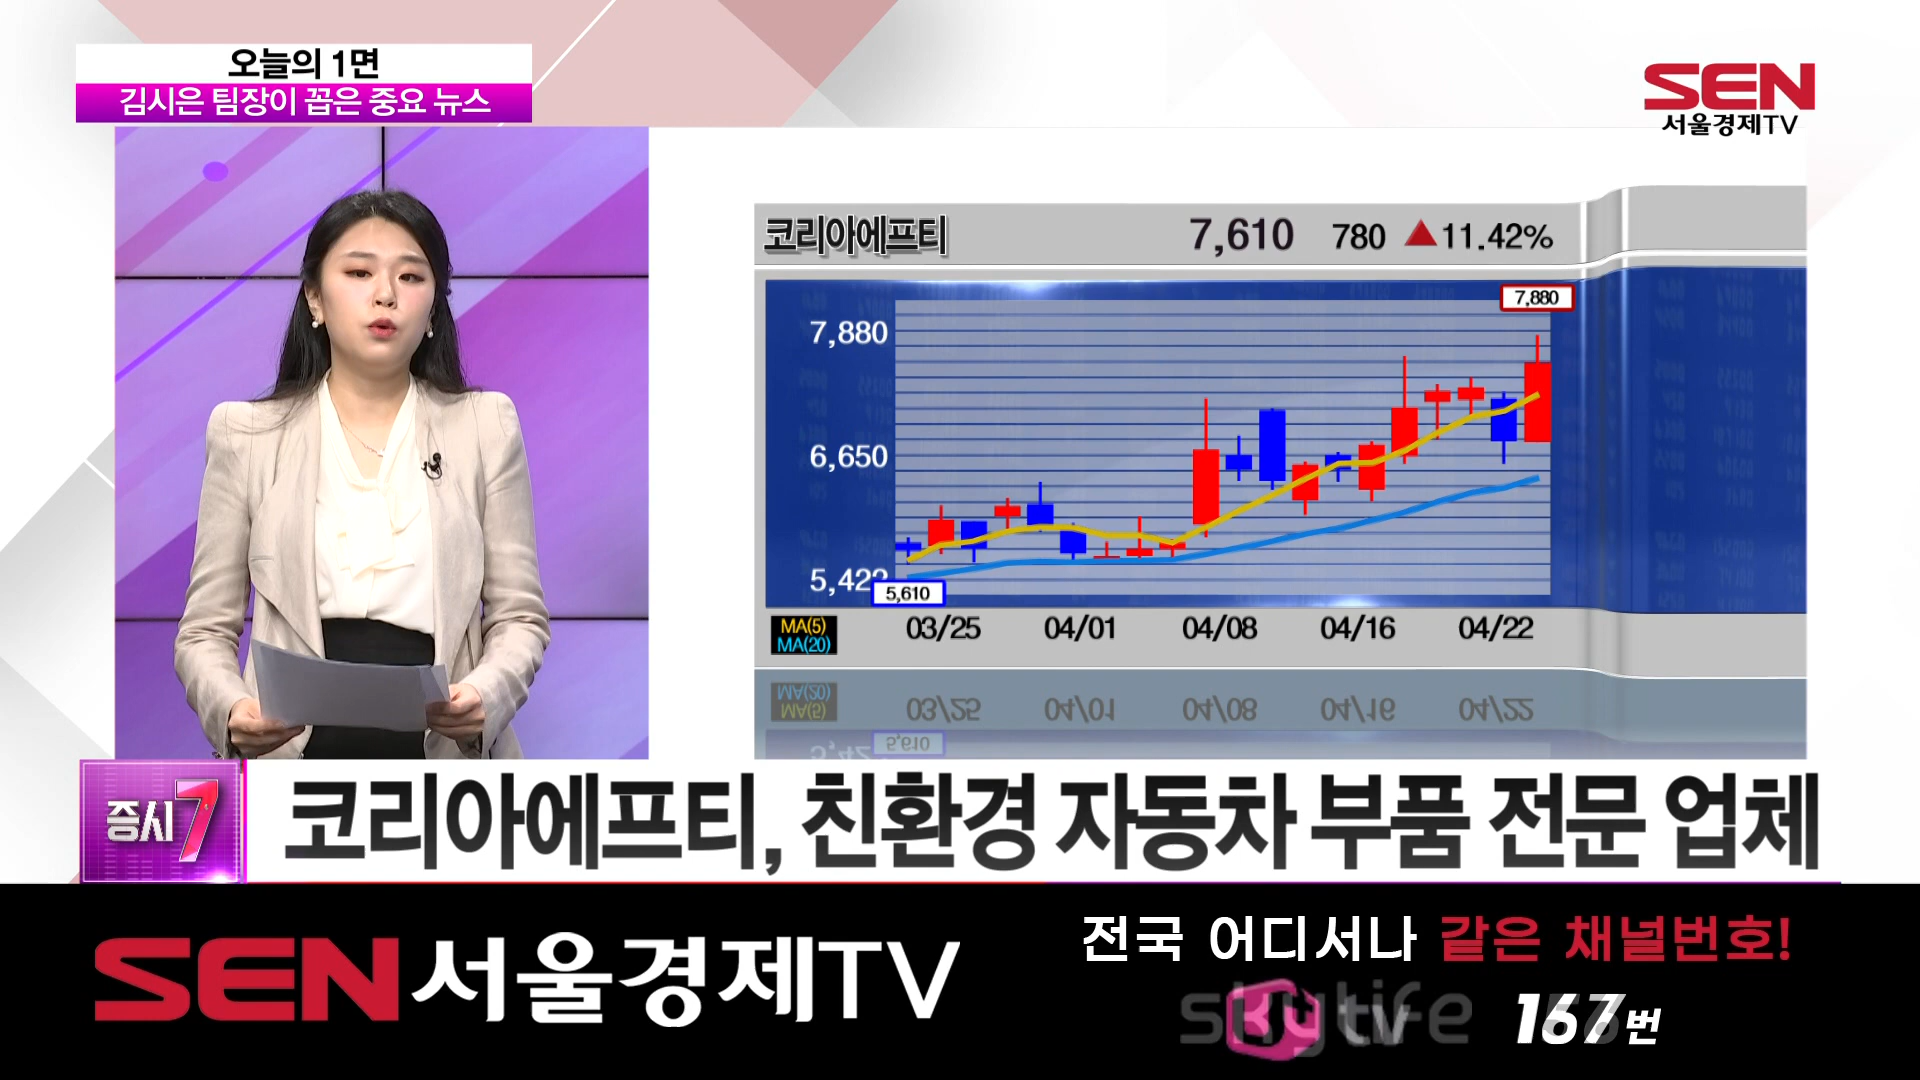 오늘의 1면
김시은 팀장이 꼽은 중요 뉴스
SEN
서울경제TV
코리아에프티 7,610 780 ▲11.42%
7,880
7,880
6,650
5,422
5,610
MA(5)
MA(20)
03/25 04/01 04/08 04/16 04/22
증시7
코리아에프티, 친환경 자동차 부품 전문 업체
SEN서울경제TV
전국 어디서나 같은 채널번호!
skylife
tv
번